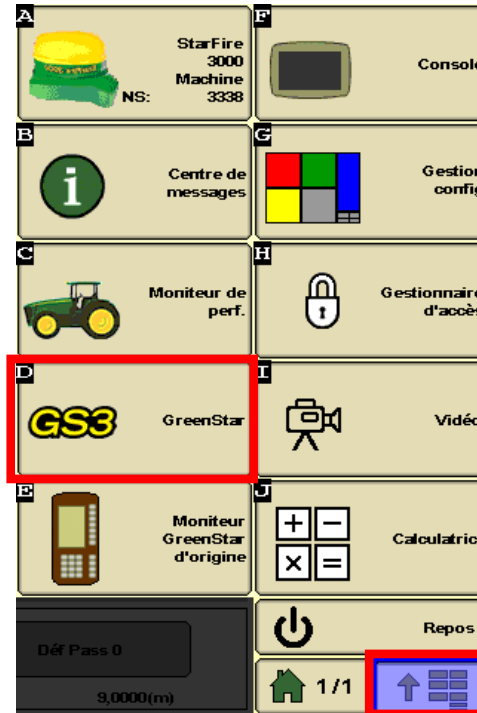 A
StarFire
3000
Machine
NS: 3338
F
Console
B
Centre de
messages
G
Gestion
config
C
Moniteur de
perf.
H
Gestionnaire
d'accès
D
GS3
GreenStar
I
Vidéo
E
Moniteur
GreenStar
d'origine
J
+ −
× =
Calculatric
Déf Pass 0
9,0000(m)
Repos
1/1